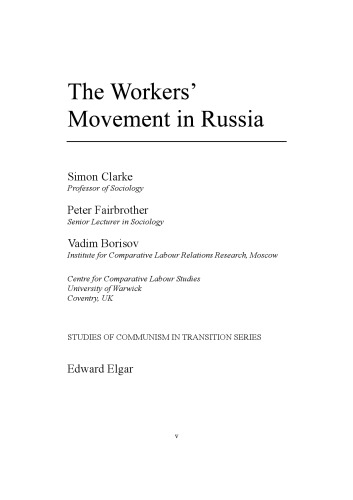 The Workers’
Movement in Russia
Simon Clarke
Professor of Sociology
Peter Fairbrother
Senior Lecturer in Sociology
Vadim Borisov
Institute for Comparative Labour Relations Research, Moscow
Centre for Comparative Labour Studies
University of Warwick
Coventry, UK
STUDIES OF COMMUNISM IN TRANSITION SERIES
Edward Elgar
v